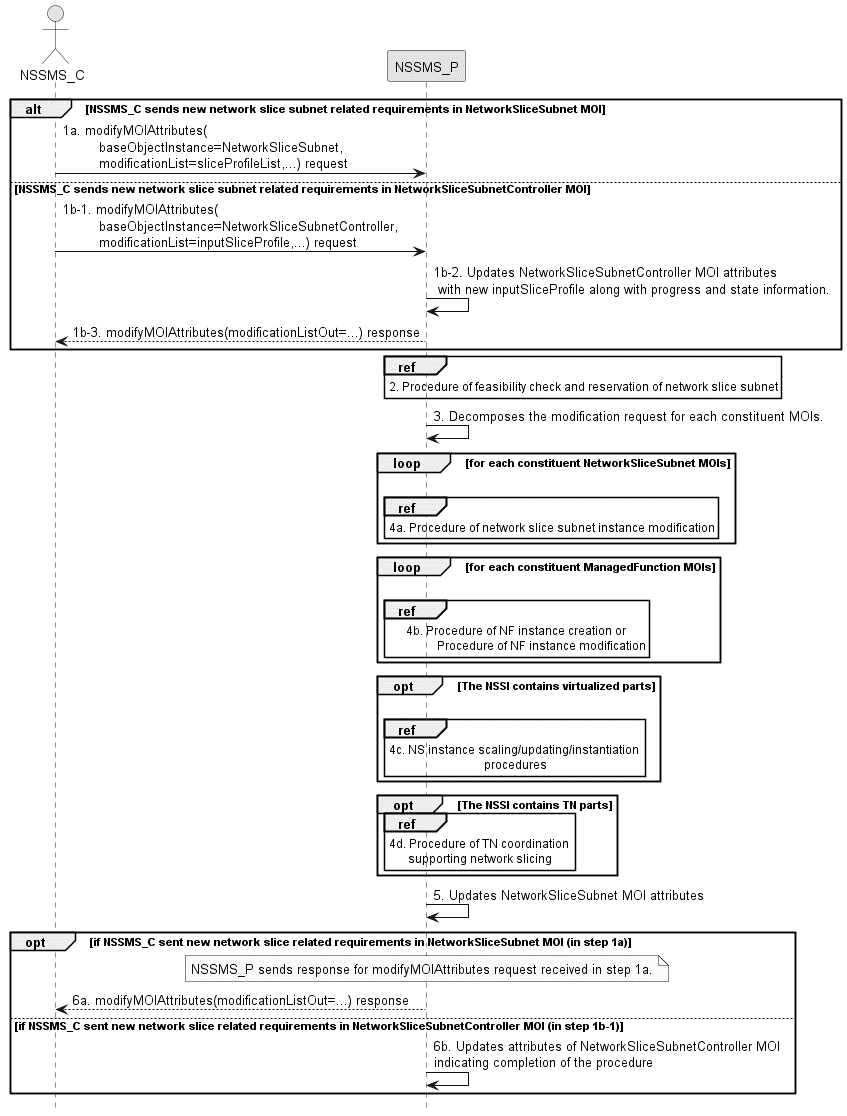 NSSMS_C
NSSMS_P
alt
[NSSMS_C sends new network slice subnet related requirements in NetworkSliceSubnet MOI]
1a. modifyMOIAttributes(
baseObjectInstance=NetworkSliceSubnet,
modificationList=sliceProfileList,...) request
[NSSMS_C sends new network slice subnet related requirements in NetworkSliceSubnetController MOI]
1b-1. modifyMOIAttributes(
baseObjectInstance=NetworkSliceSubnetController,
modificationList=inputSliceProfile,...) request
1b-2. Updates NetworkSliceSubnetController MOI attributes
with new inputSliceProfile along with progress and state information.
1b-3. modifyMOIAttributes(modificationListOut=...) response
ref
2. Procedure of feasibility check and reservation of network slice subnet
3. Decomposes the modification request for each constituent MOIs.
loop
[for each constituent NetworkSliceSubnet MOIs]
ref
4a. Procedure of network slice subnet instance modification
loop
[for each constituent ManagedFunction MOIs]
ref
4b. Procedure of NF instance creation or
Procedure of NF instance modification
opt
[The NSSI contains virtualized parts]
ref
4c. NS instance scaling/updating/instantiation
procedures
opt
[The NSSI contains TN parts]
ref
4d. Procedure of TN coordination
supporting network slicing
5. Updates NetworkSliceSubnet MOI attributes
opt
[if NSSMS_C sent new network slice related requirements in NetworkSliceSubnet MOI (in step 1a)]
NSSMS_P sends response for modifyMOIAttributes request received in step 1a.
6a. modifyMOIAttributes(modificationListOut=...) response
[if NSSMS_C sent new network slice related requirements in NetworkSliceSubnetController MOI (in step 1b-1)]
6b. Updates attributes of NetworkSliceSubnetController MOI
indicating completion of the procedure